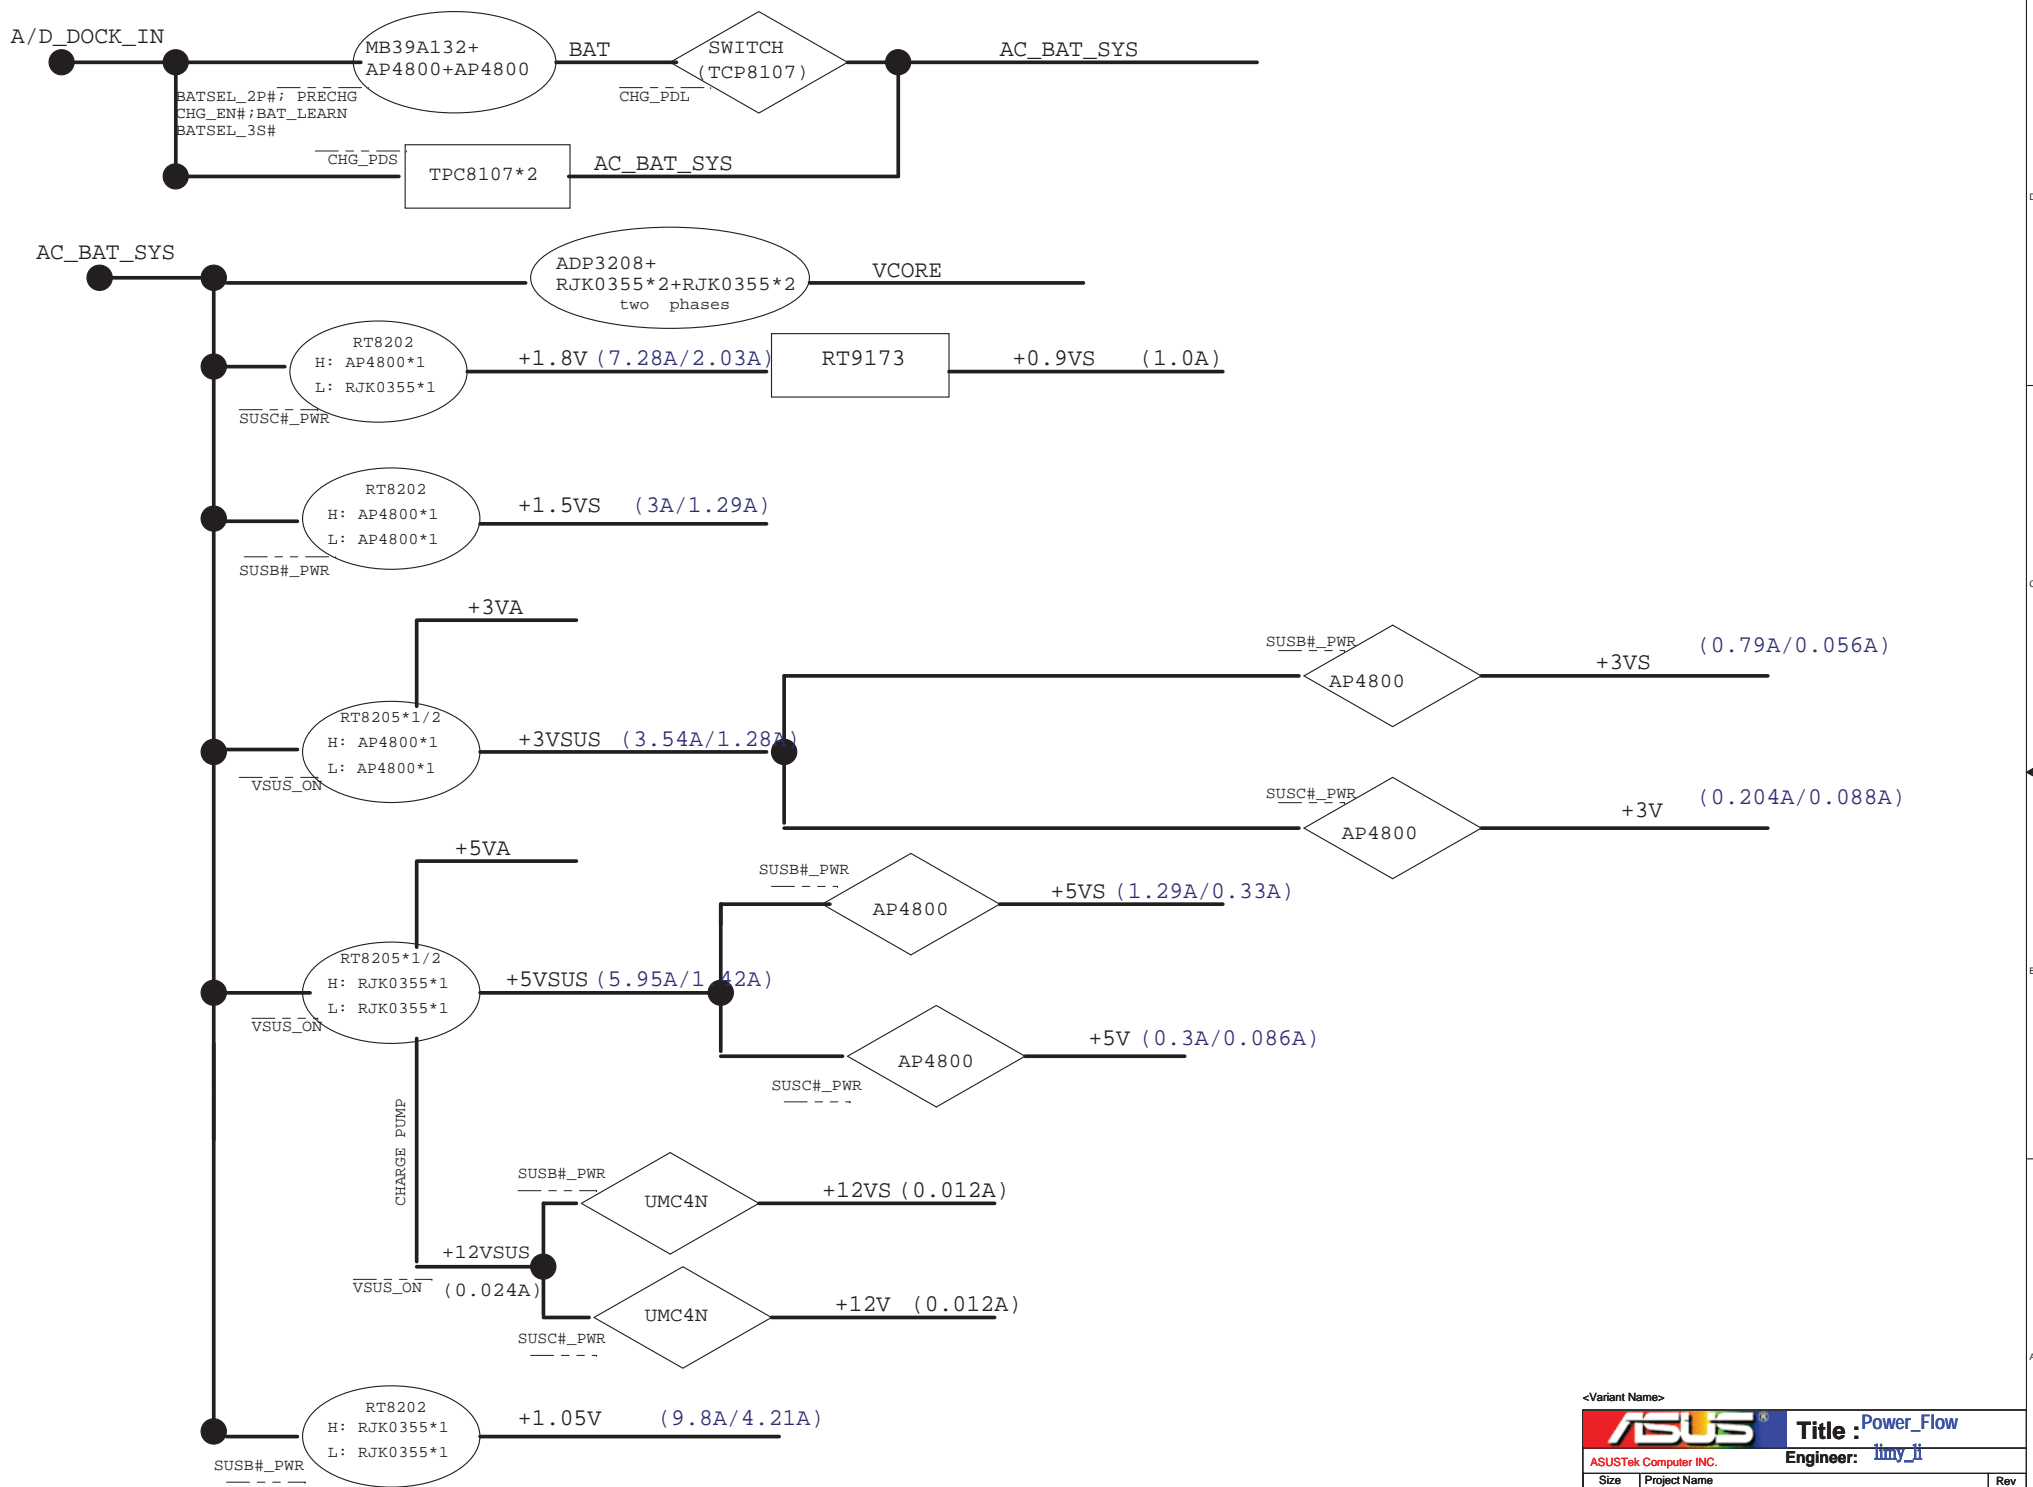 A/D_DOCK_IN
MB39A132+
AP4800+AP4800
BAT
SWITCH
(TCP8107)
AC_BAT_SYS
BATSEL_2P#; PRECHG
CHG_EN#;BAT_LEARN
BATSEL_3S#
CHG_PDL
CHG_PDS
TPC8107*2
AC_BAT_SYS
D
AC_BAT_SYS
ADP3208+
RJK0355*2+RJK0355*2
two phases
VCORE
RT8202
H: AP4800*1
L: RJK0355*1
+1.8V (7.28A/2.03A)
RT9173
+0.9VS (1.0A)
SUSC#_PWR
RT8202
H: AP4800*1
L: AP4800*1
+1.5VS (3A/1.29A)
SUSB#_PWR
C
+3VA
SUSB#_PWR
AP4800
+3VS
(0.79A/0.056A)
RT8205*1/2
H: AP4800*1
L: AP4800*1
+3VSUS (3.54A/1.28A)
VSUS_ON
SUSC#_PWR
AP4800
+3V
(0.204A/0.088A)
+5VA
SUSB#_PWR
AP4800
+5VS (1.29A/0.33A)
RT8205*1/2
H: RJK0355*1
L: RJK0355*1
+5VSUS (5.95A/1.42A)
B
VSUS_ON
AP4800
+5V (0.3A/0.086A)
SUSC#_PWR
CHARGE PUMP
SUSB#_PWR
UMC4N
+12VS (0.012A)
+12VSUS
VSUS_ON (0.024A)
UMC4N
+12V (0.012A)
SUSC#_PWR
A
RT8202
H: RJK0355*1
L: RJK0355*1
+1.05V (9.8A/4.21A)
SUSB#_PWR
<Variant Name>
ASUS®
Title : Power_Flow
ASUSTek Computer INC.
Engineer: limy_li
Size Project Name Rev